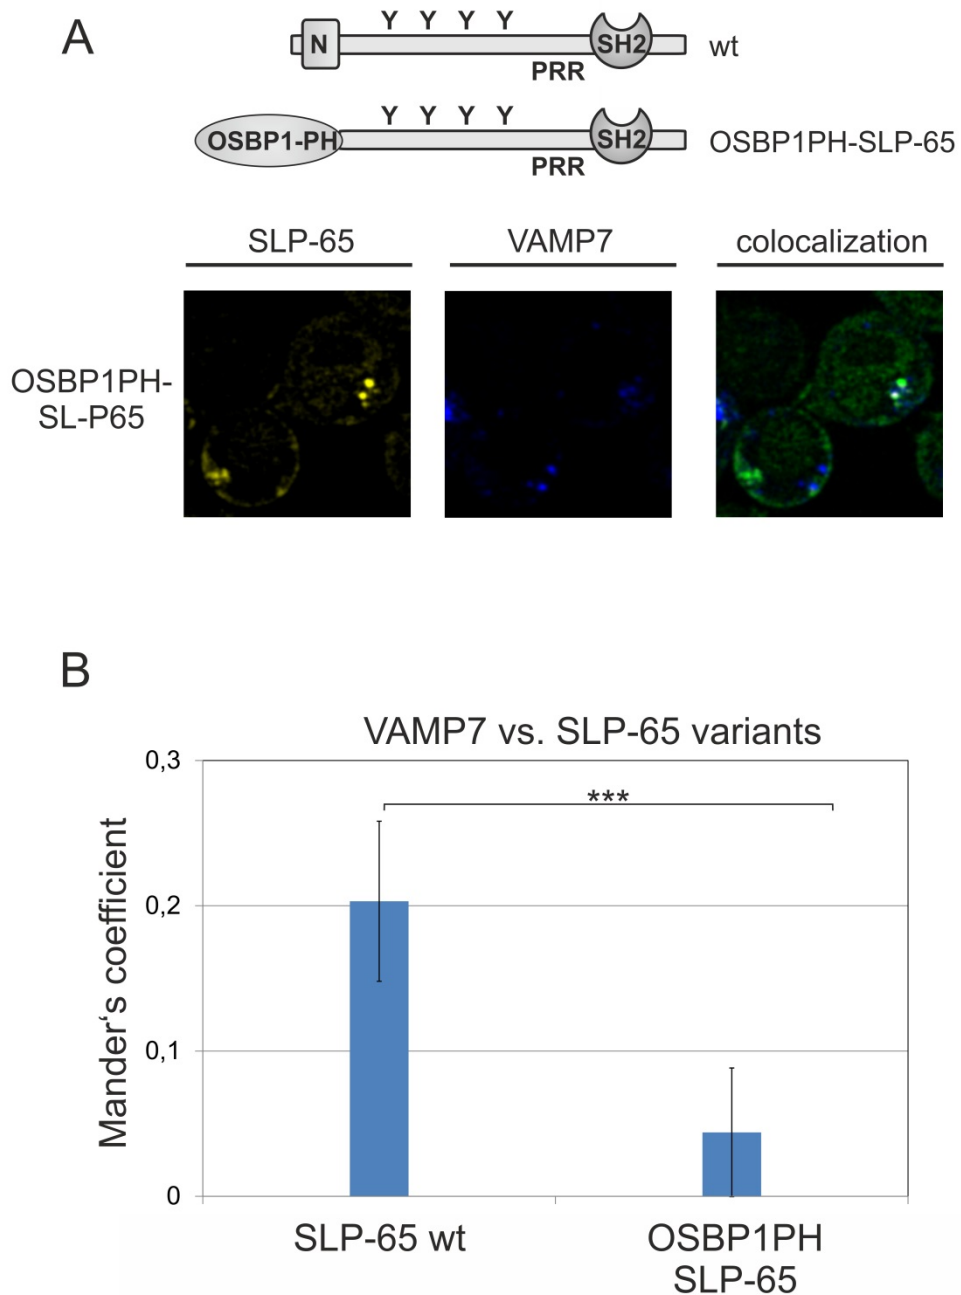 A
Y Y Y Y
N
SH2
wt
PRR
Y Y Y Y
OSBP1-PH
SH2
OSBP1PH-SLP-65
PRR
SLP-65
VAMP7
colocalization
OSBP1PH-
SL-P65
B
VAMP7 vs. SLP-65 variants
0,3
***
0,2
0,1
0
Mander‘s coefficient
SLP-65 wt
OSBP1PH
SLP-65